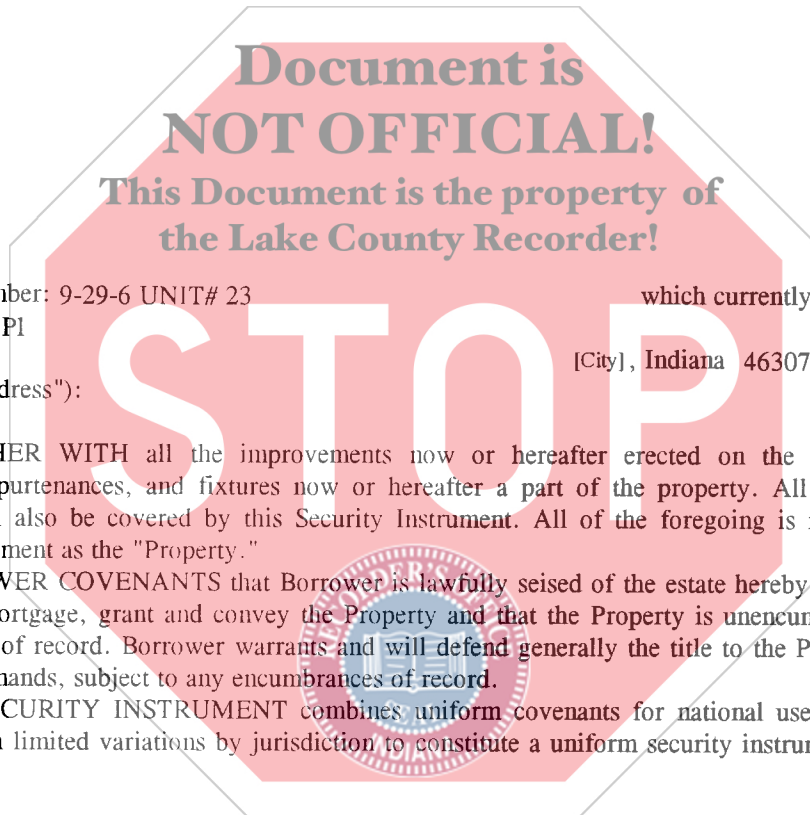 Document is
NOT OFFICIAL!
This Document is the property of
the Lake County Recorder!
nber: 9-29-6 UNIT# 23 which currently
Pl
[City], Indiana 46307
dress"):
STOP
HER WITH all the improvements now or hereafter erected on the
purtenances, and fixtures now or hereafter a part of the property. All
also be covered by this Security Instrument. All of the foregoing is
ment as the "Property."
WER COVENANTS that Borrower is lawfully seised of the estate hereby
ortgage, grant and convey the Property and that the Property is unencun
of record. Borrower warrants and will defend generally the title to the P
nands, subject to any encumbrances of record.
CURITY INSTRUMENT combines uniform covenants for national use
limited variations by jurisdiction to constitute a uniform security instrum
INDIANA